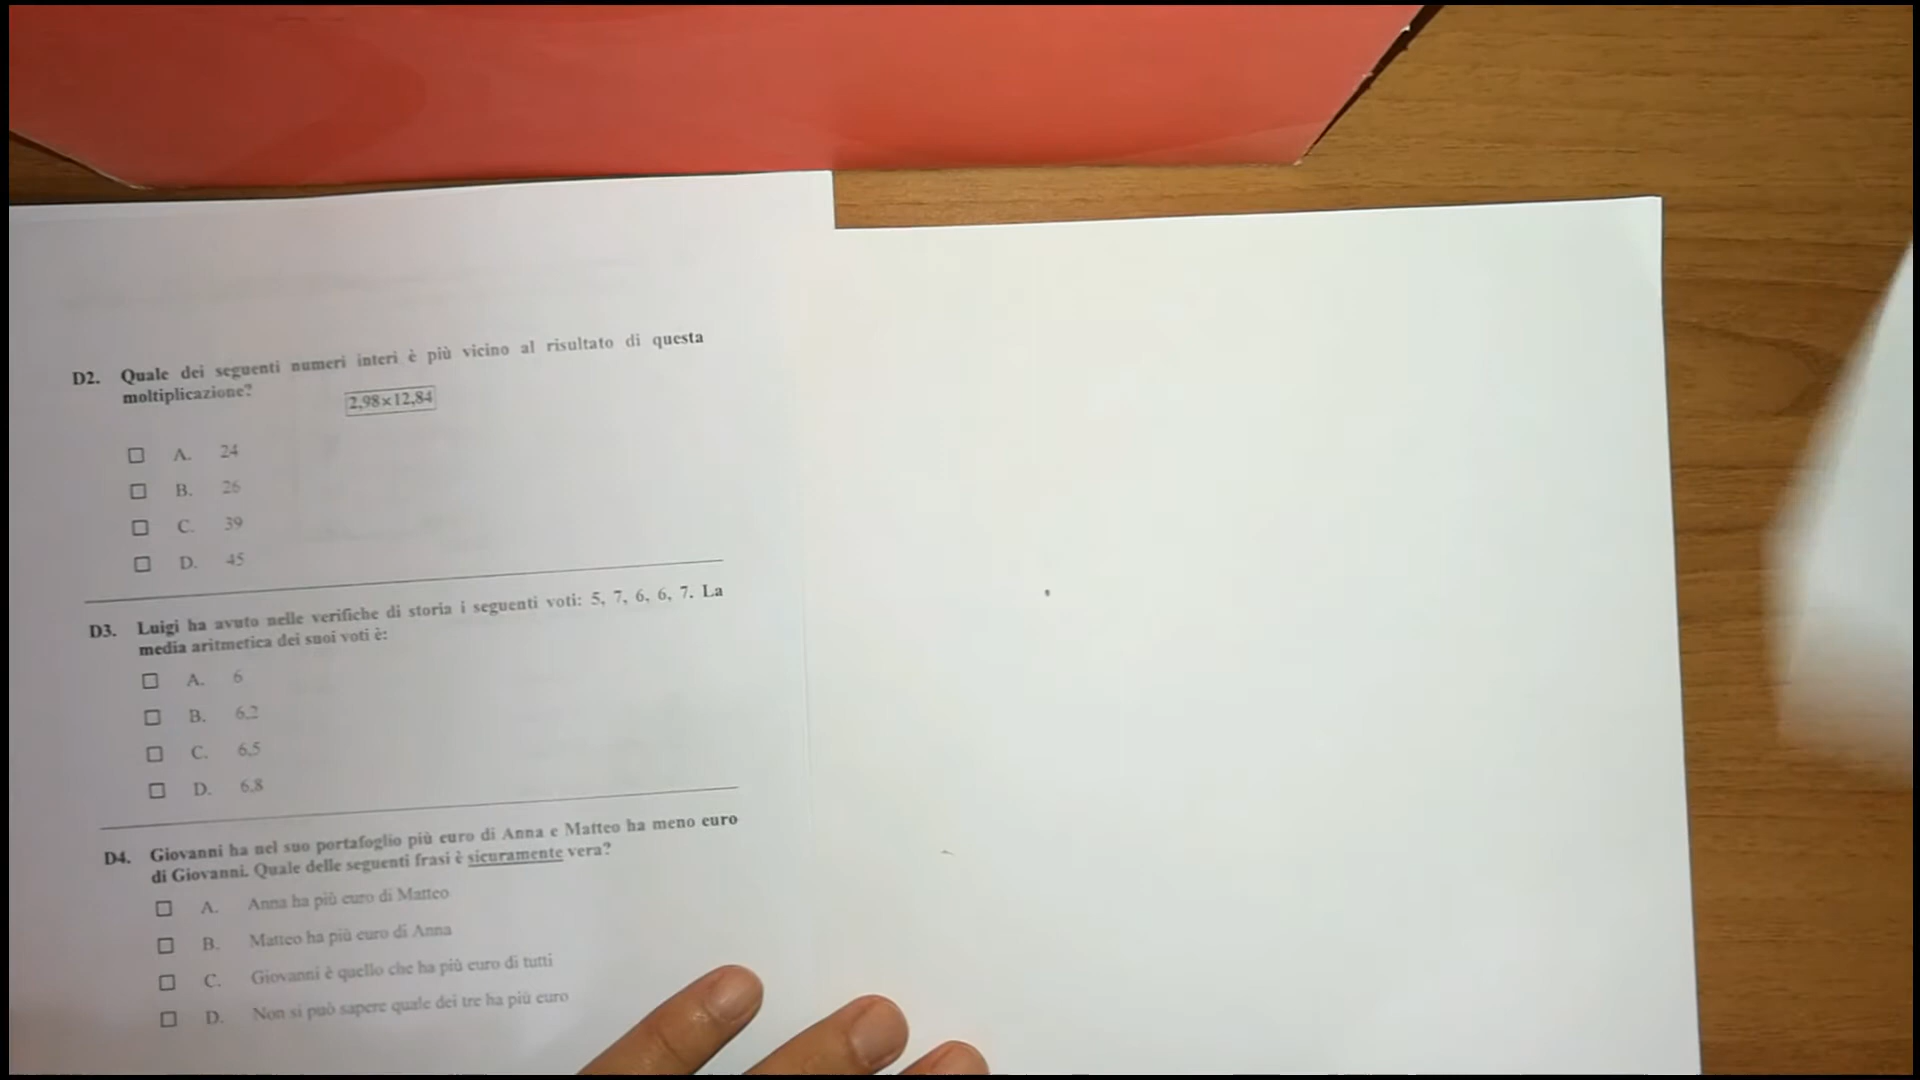 D2. Quale dei seguenti numeri interi è più vicino al risultato di questa
moltiplicazione?
2,98×12,84
A. 24
B. 26
C. 39
D. 45
D3. Luigi ha avuto nelle verifiche di storia i seguenti voti: 5, 7, 6, 6, 7. La
media aritmetica dei suoi voti è:
A. 6
B. 6,2
C. 6,5
D. 6,8
D4. Giovanni ha nel suo portafoglio più euro di Anna e Matteo ha meno euro
di Giovanni. Quale delle seguenti frasi è sicuramente vera?
A. Anna ha più euro di Matteo
B. Matteo ha più euro di Anna
C. Giovanni è quello che ha più euro di tutti
D. Non si può sapere quale dei tre ha più euro